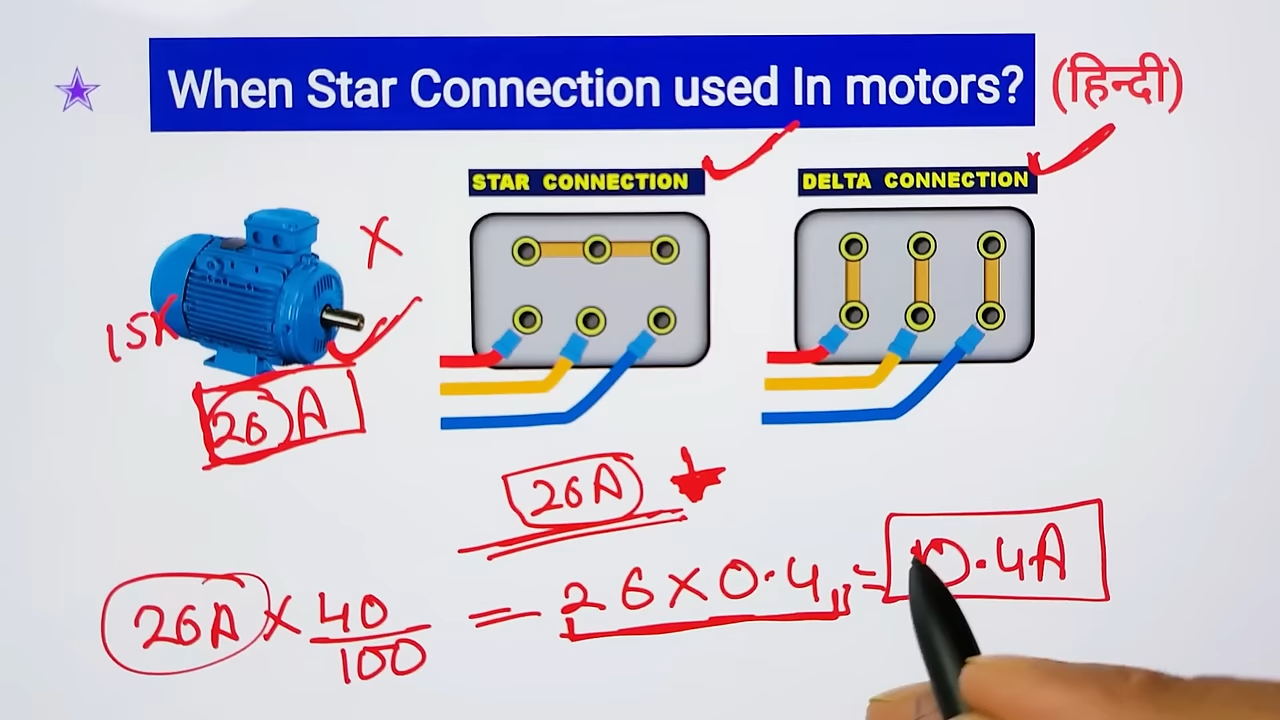 When Star Connection used In motors? (हिन्दी)
STAR CONNECTION
DELTA CONNECTION
X
15K
26 A
26A
26A × 40/100 = 26×0.4 = 10.4A